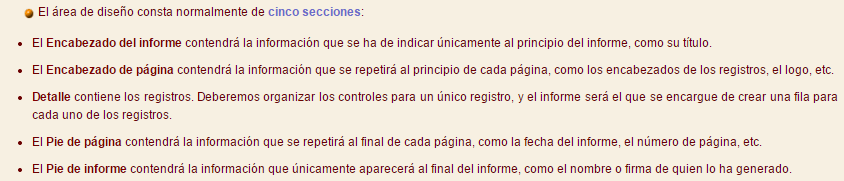 El área de diseño consta normalmente de cinco secciones:
El Encabezado del informe contendrá la información que se ha de indicar únicamente al principio del informe, como su título.
El Encabezado de página contendrá la información que se repetirá al principio de cada página, como los encabezados de los registros, el logo, etc.
Detalle contiene los registros. Deberemos organizar los controles para un único registro, y el informe será el que se encargue de crear una fila para
cada uno de los registros.
El Pie de página contendrá la información que se repetirá al final de cada página, como la fecha del informe, el número de página, etc.
El Pie de informe contendrá la información que únicamente aparecerá al final del informe, como el nombre o firma de quien lo ha generado.